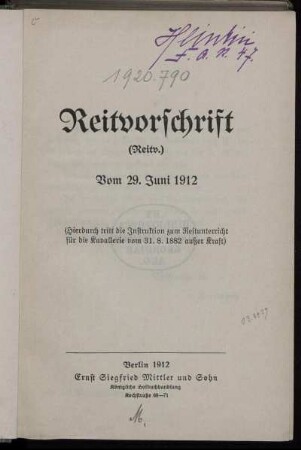 1920.790
Reitvorschrift
(Reitv.)
Vom 29. Juni 1912
(Hierdurch tritt die Instruktion zum Reitunterricht
für die Kavallerie vom 31. 8. 1882 außer Kraft)
Berlin 1912
Ernst Siegfried Mittler und Sohn
Königliche Hofbuchhandlung
Kochstraße 68–71
M.